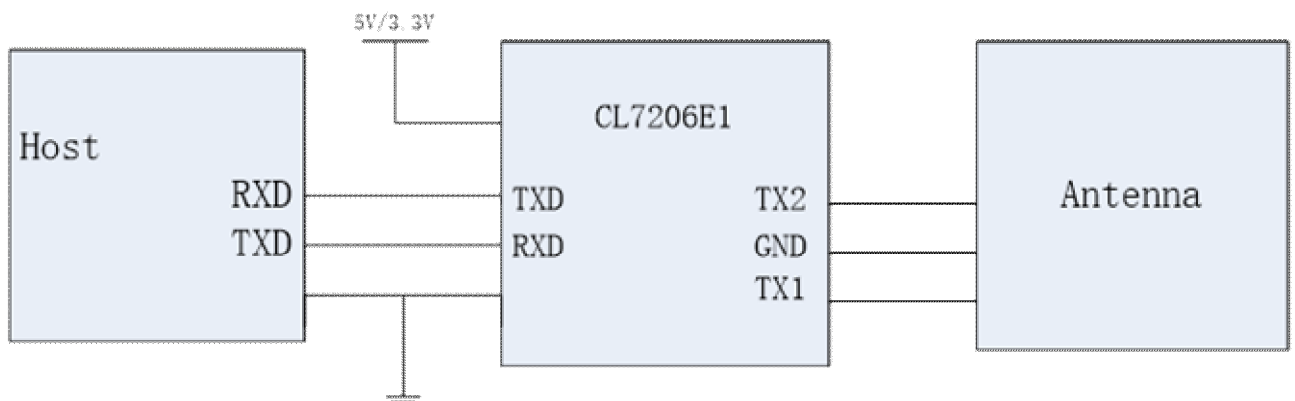 5V/3.3V
Host
RXD
TXD
CL7206E1
TXD
RXD
TX2
GND
TX1
Antenna